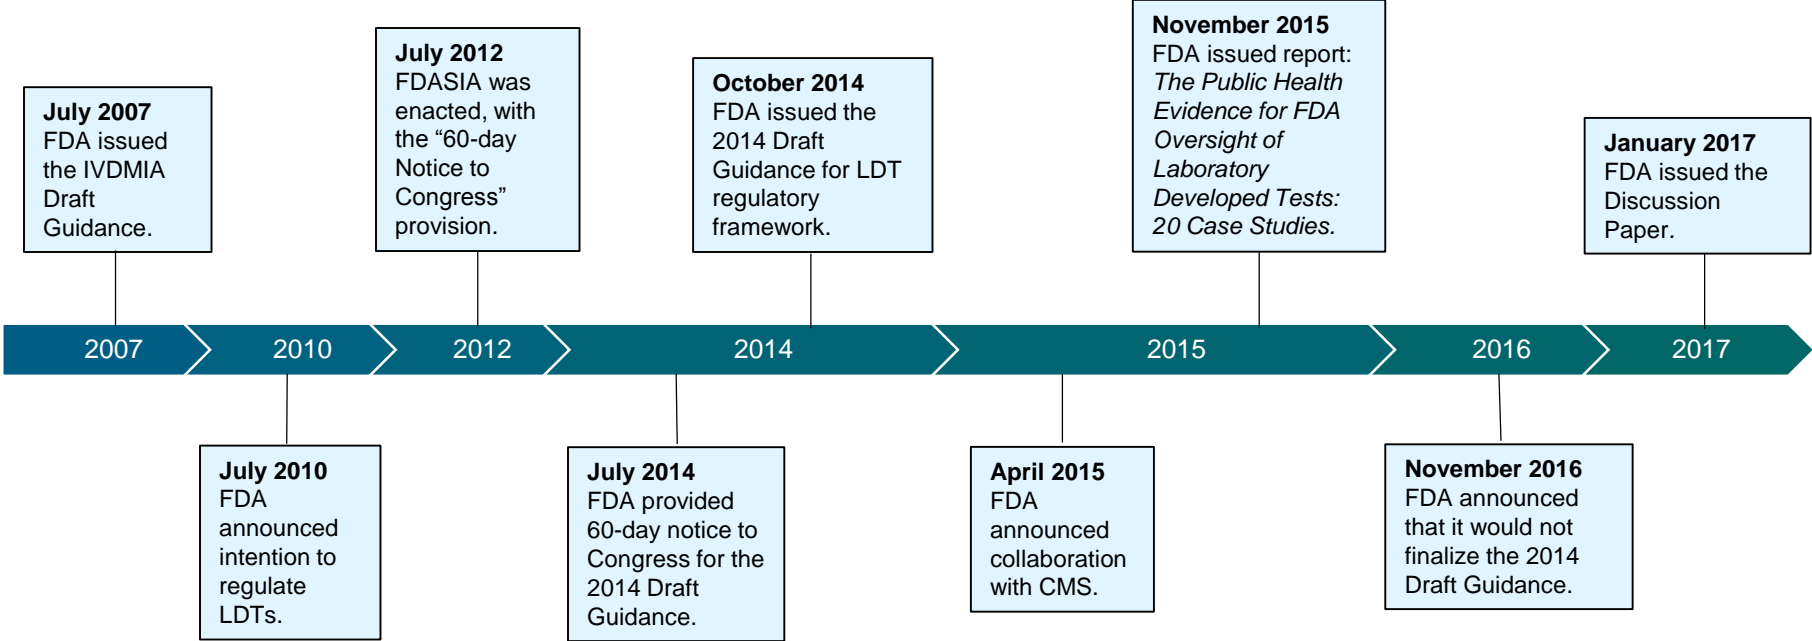 July 2007
FDA issued
the IVDMIA
Draft
Guidance.
July 2012
FDASIA was
enacted, with
the “60-day
Notice to
Congress”
provision.
October 2014
FDA issued the
2014 Draft
Guidance for LDT
regulatory
framework.
November 2015
FDA issued report:
The Public Health
Evidence for FDA
Oversight of
Laboratory
Developed Tests:
20 Case Studies.
January 2017
FDA issued the
Discussion
Paper.
2007
2010
2012
2014
2015
2016
2017
July 2010
FDA
announced
intention to
regulate
LDTs.
July 2014
FDA provided
60-day notice to
Congress for the
2014 Draft
Guidance.
April 2015
FDA
announced
collaboration
with CMS.
November 2016
FDA announced
that it would not
finalize the 2014
Draft Guidance.